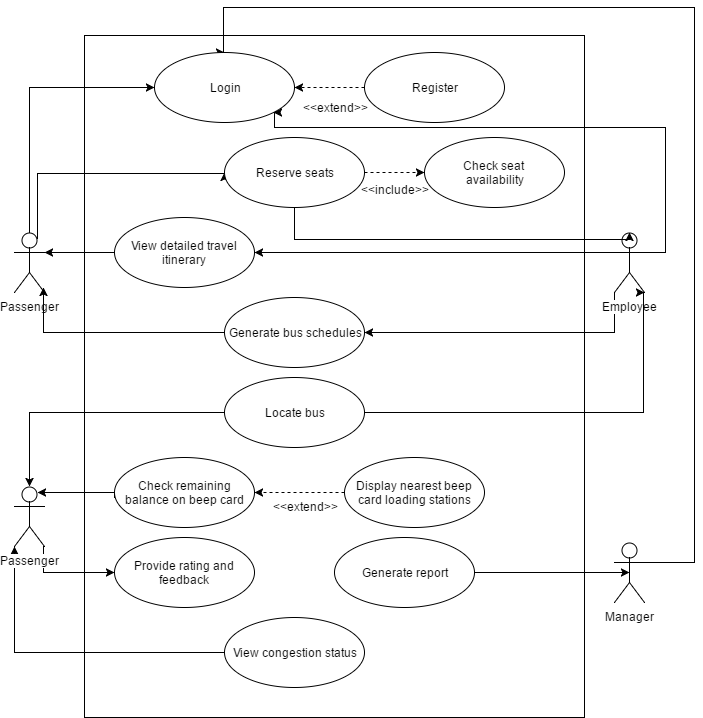 Login
Register
<<extend>>
Reserve seats
Check seat
availability
<<include>>
View detailed travel
itinerary
Passenger
Employee
Generate bus schedules
Locate bus
Check remaining
balance on beep card
Display nearest beep
card loading stations
<<extend>>
Passenger
Provide rating and
feedback
Generate report
Manager
View congestion status